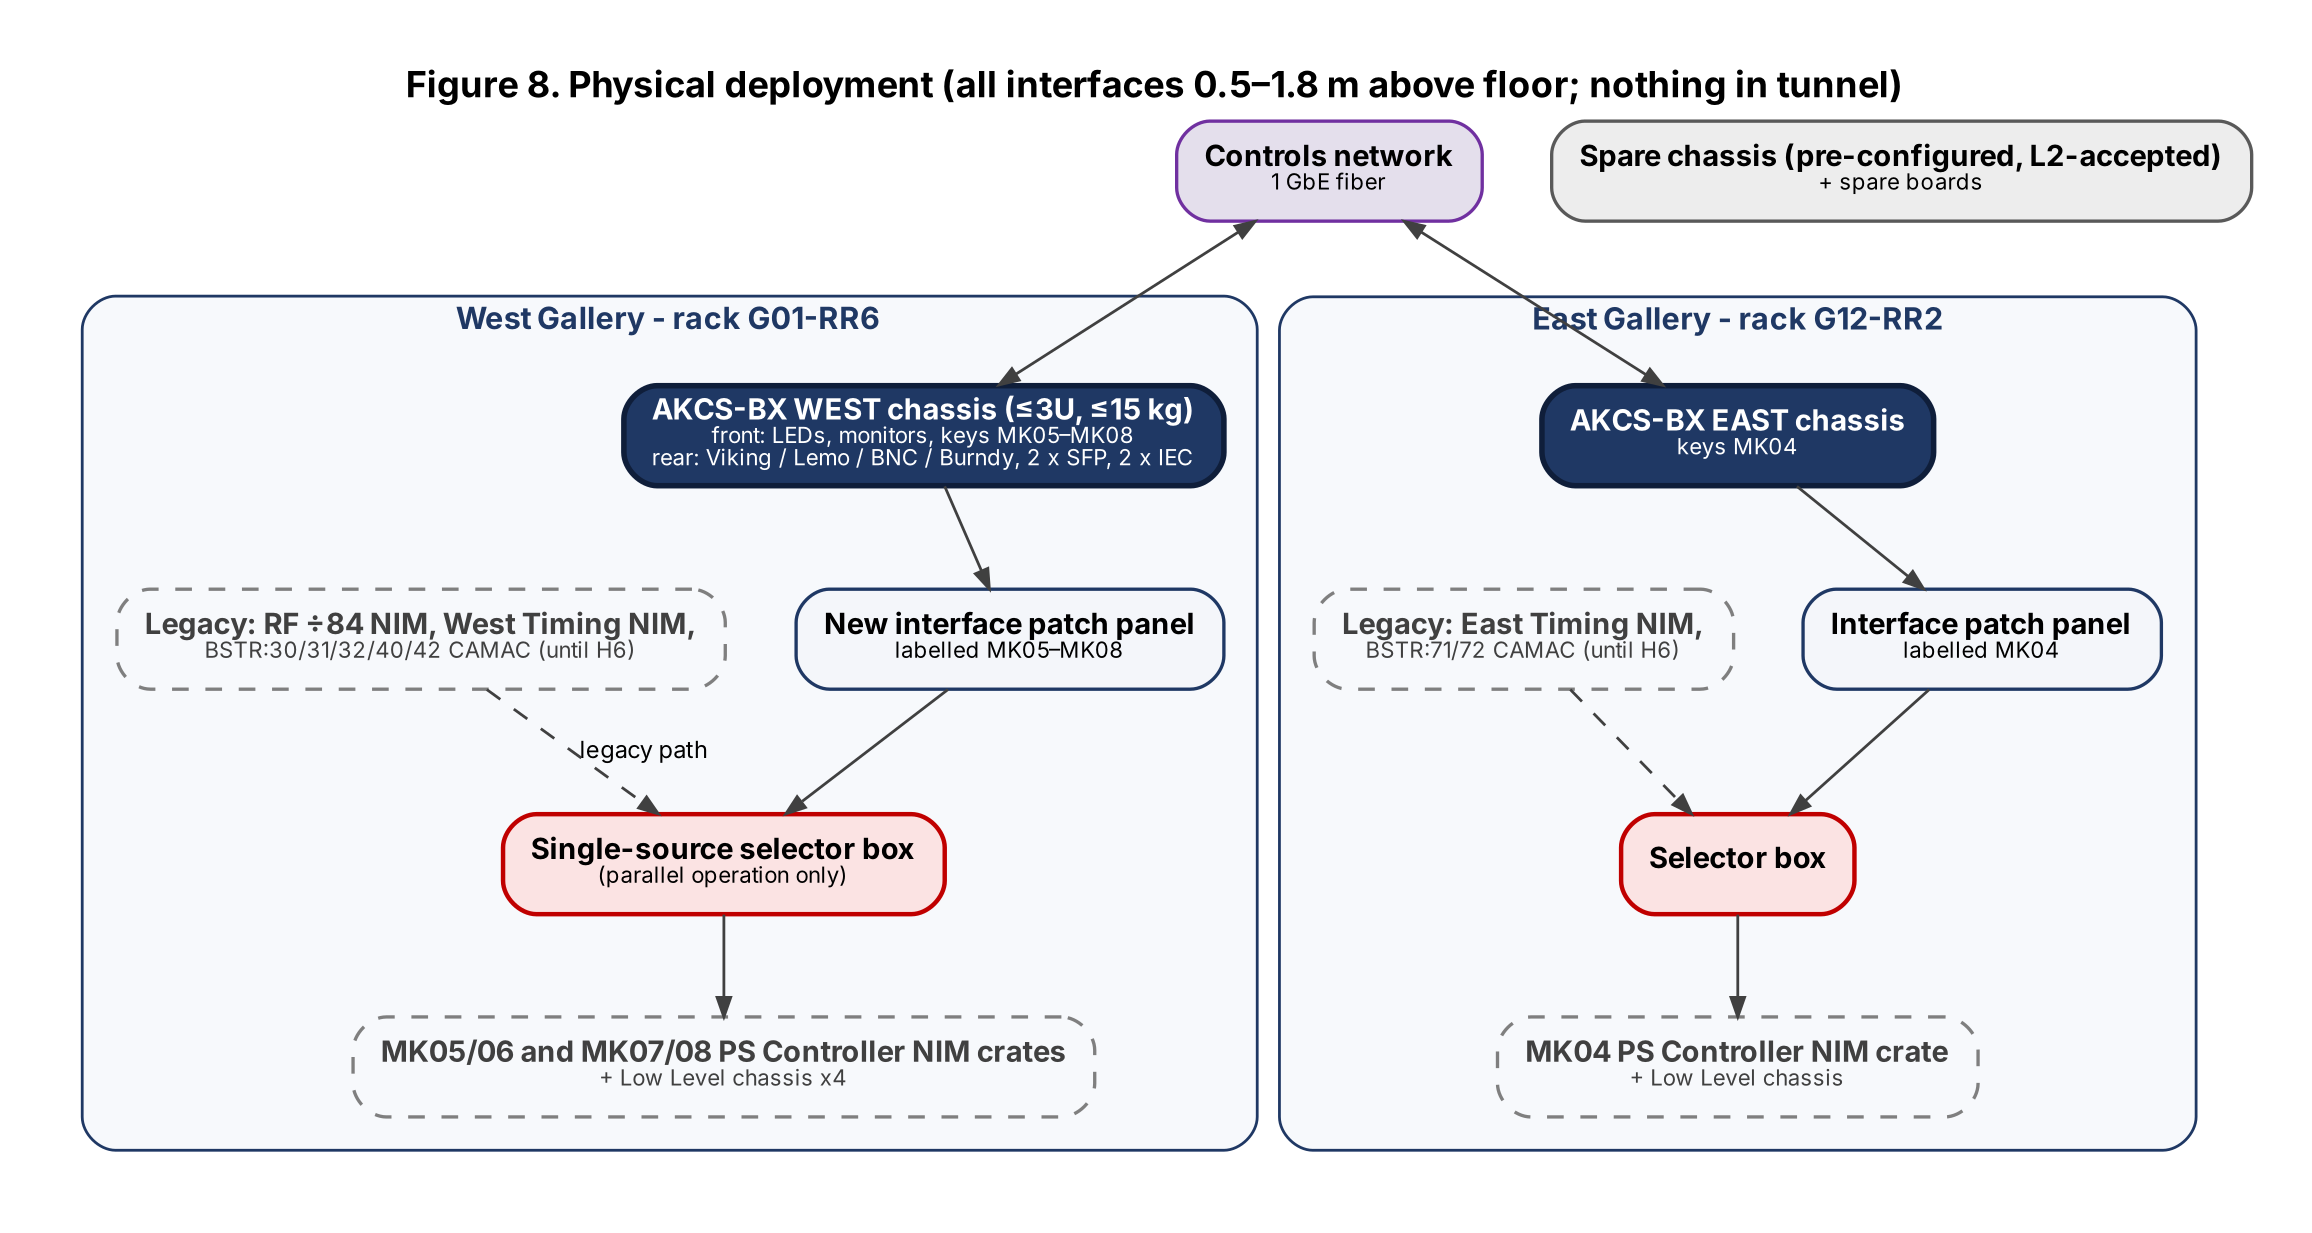 Figure 8. Physical deployment (all interfaces 0.5–1.8 m above floor; nothing in tunnel)
Controls network
1 GbE fiber
Spare chassis (pre-configured, L2-accepted)
+ spare boards
West Gallery - rack G01-RR6
AKCS-BX WEST chassis (≤3U, ≤15 kg)
front: LEDs, monitors, keys MK05–MK08
rear: Viking / Lemo / BNC / Burndy, 2 x SFP, 2 x IEC
Legacy: RF ÷84 NIM, West Timing NIM,
BSTR:30/31/32/40/42 CAMAC (until H6)
New interface patch panel
labelled MK05–MK08
legacy path
Single-source selector box
(parallel operation only)
MK05/06 and MK07/08 PS Controller NIM crates
+ Low Level chassis x4
East Gallery - rack G12-RR2
AKCS-BX EAST chassis
keys MK04
Legacy: East Timing NIM,
BSTR:71/72 CAMAC (until H6)
Interface patch panel
labelled MK04
Selector box
MK04 PS Controller NIM crate
+ Low Level chassis